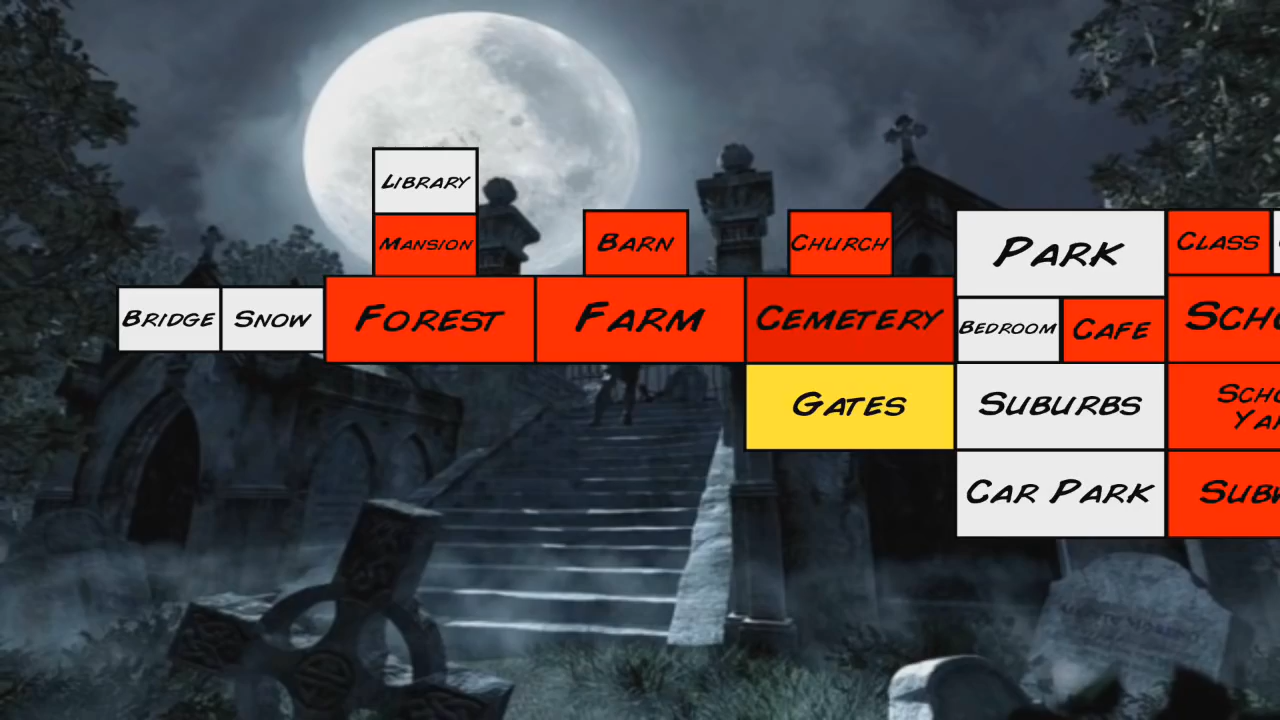 LIBRARY
MANSION
BARN
CHURCH
PARK
CLASS
BRIDGE
SNOW
FOREST
FARM
CEMETERY
BEDROOM
CAFE
GATES
SUBURBS
CAR PARK